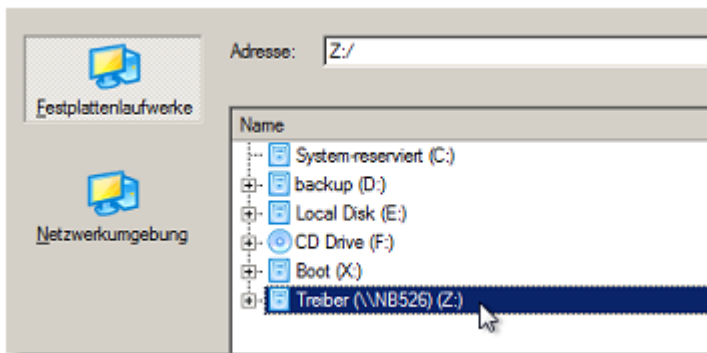 Adresse: Z:/
Festplattenlaufwerke
Netzwerkumgebung
Name
System-reserviert (C:)
backup (D:)
Local Disk (E:)
CD Drive (F:)
Boot (X:)
Treiber (\\NB526) (Z:)